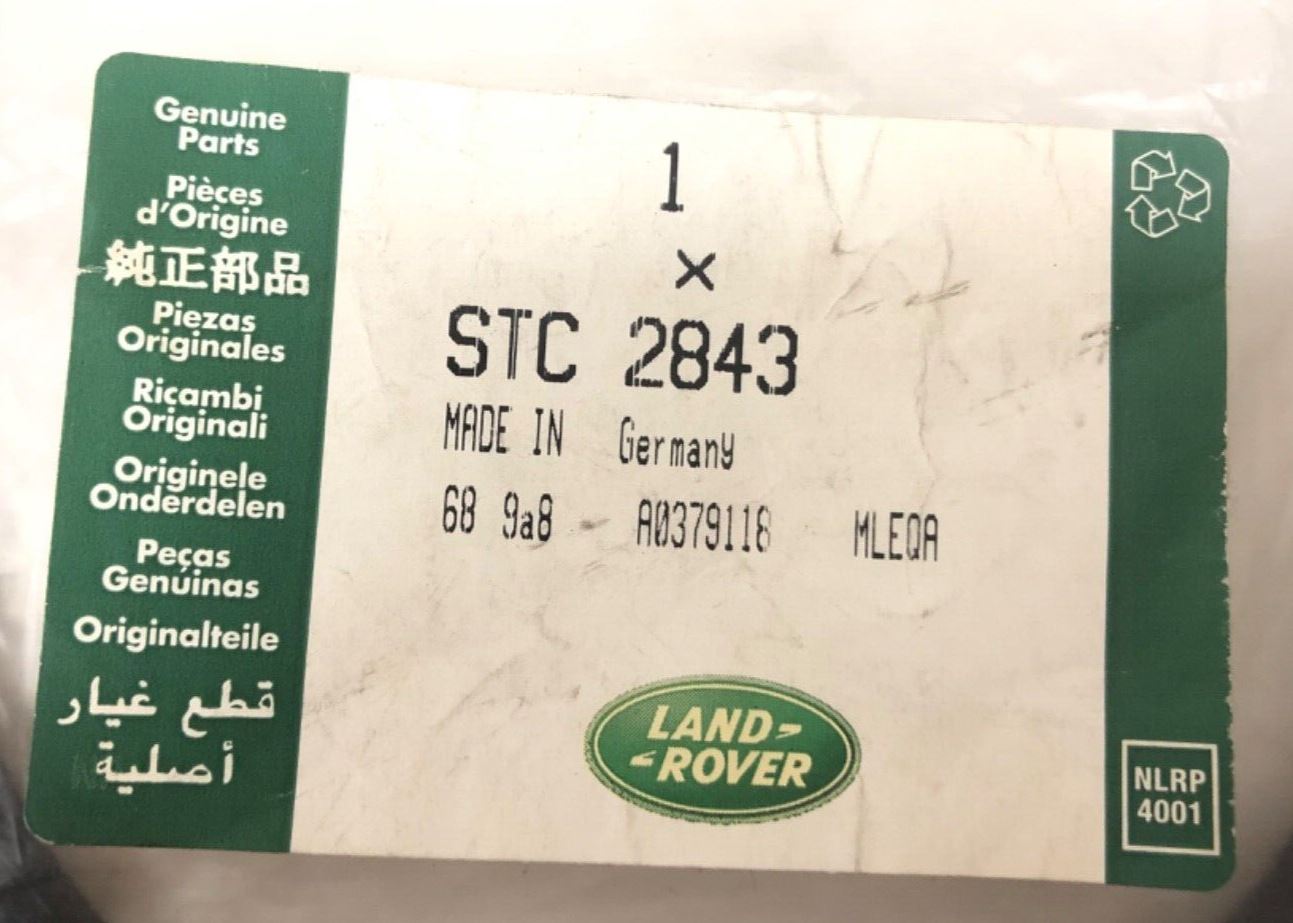 Genuine
Parts
Pièces
d'Origine
純正部品
Piezas
Originales
Ricambi
Originali
Originele
Onderdelen
Peças
Genuínas
Originalteile
قطع غيار
أصلية
1
×
STC 2843
MADE IN Germany
68 9a8 - A0379118 MLEQA
LAND-
-ROVER
NLRP
4001